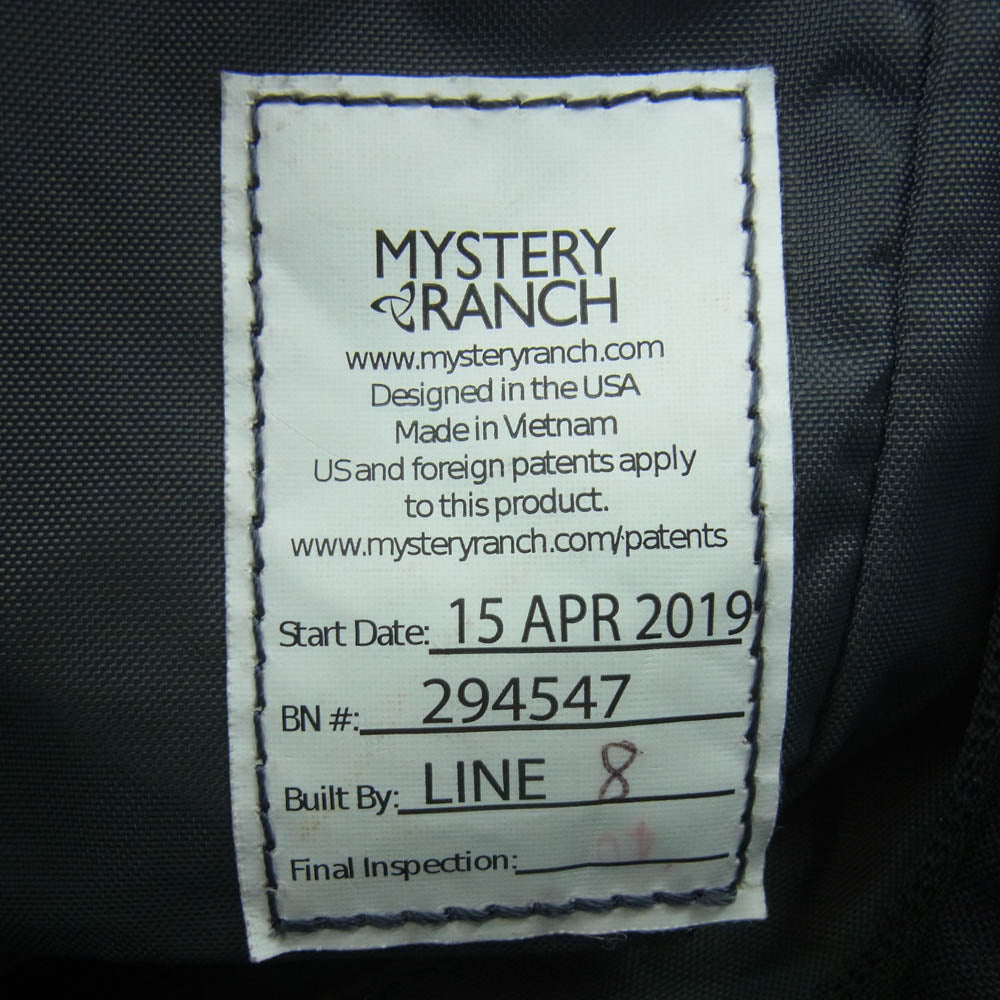 MYSTERY
RANCH
www.mysteryranch.com
Designed in the USA
Made in Vietnam
US and foreign patents apply
to this product.
www.mysteryranch.com/patents
Start Date: 15 APR 2019
BN #: 294547
Built By: LINE 8
Final Inspection: